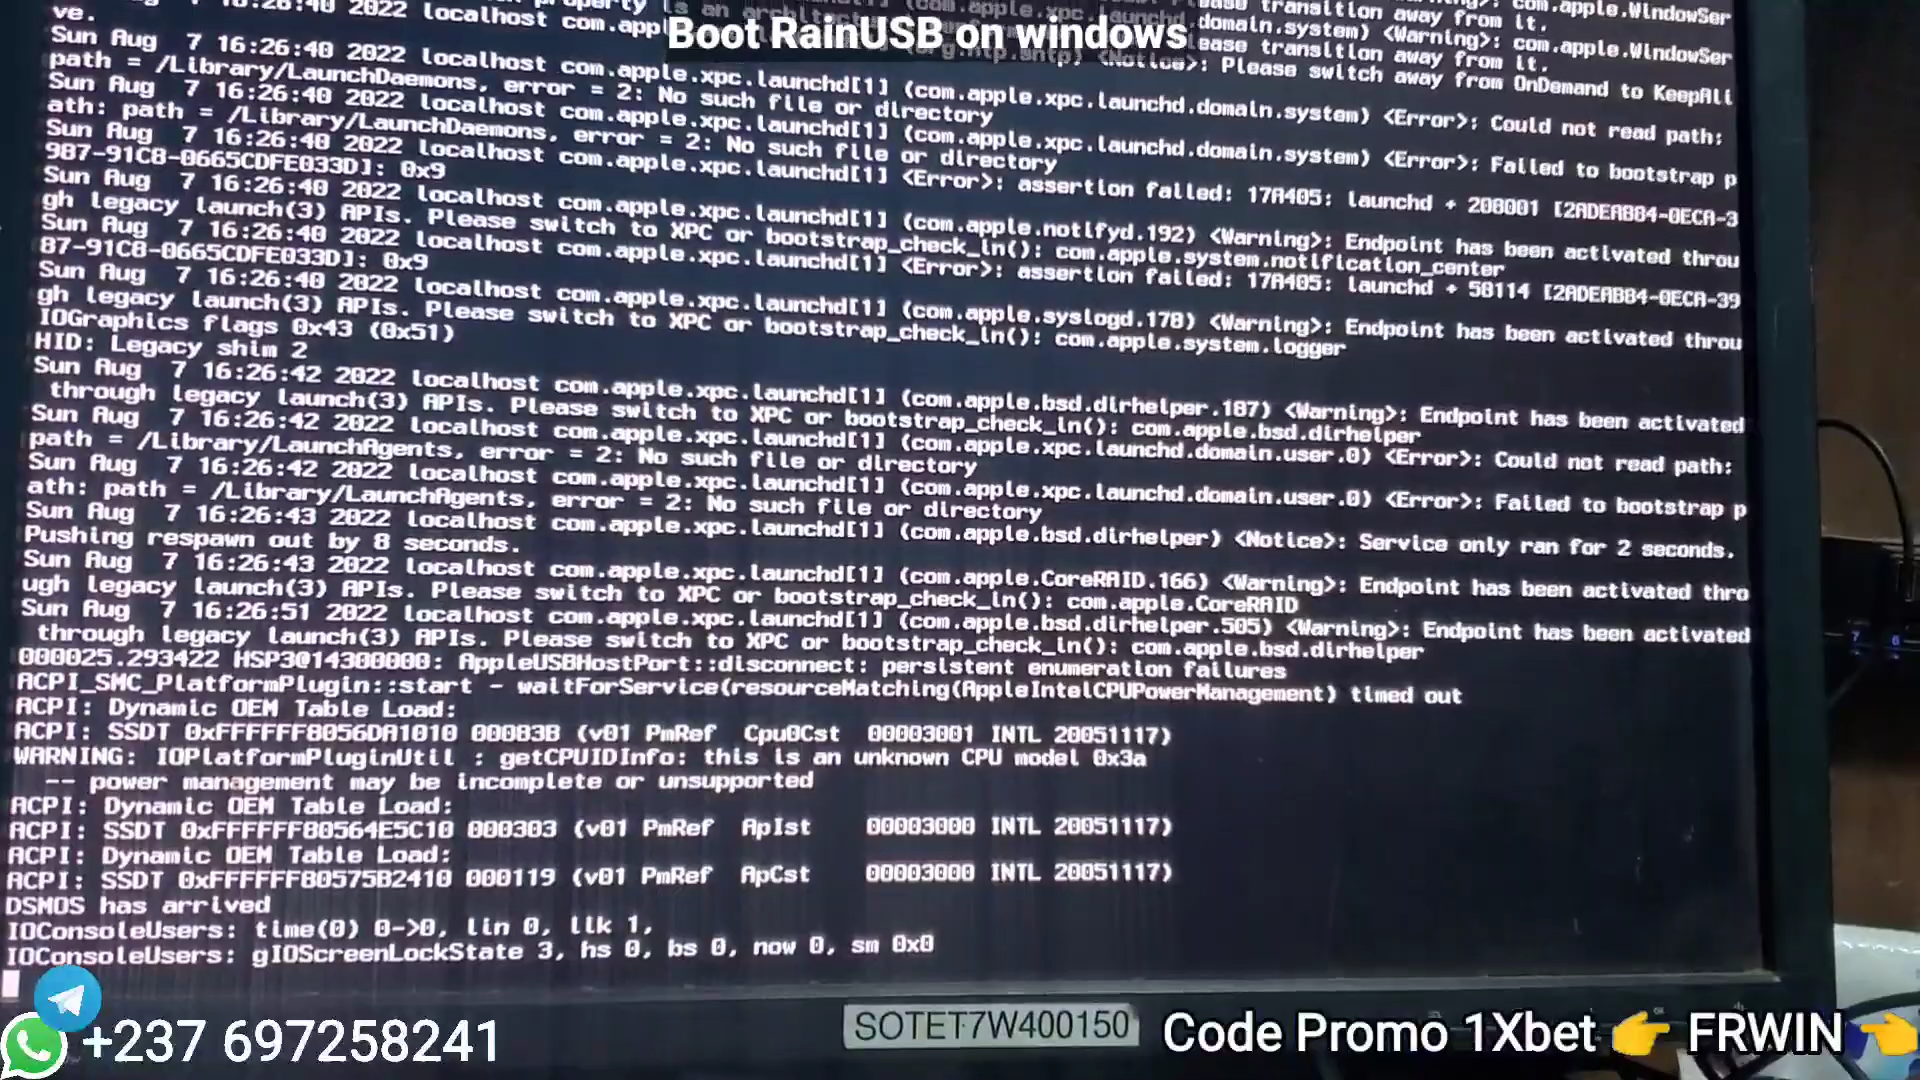 Boot RainUSB on windows
path = /Library/LaunchDaemons, error = 2: No such file or directory
Sun Aug 7 16:26:40 2022 localhost com.apple.xpc.launchd[1] (com.apple.xpc.launchd.domain.system) <Error>: Could not read path:
ath: path = /Library/LaunchDaemons, error = 2: No such file or directory
Sun Aug 7 16:26:40 2022 localhost com.apple.xpc.launchd[1] (com.apple.xpc.launchd.domain.system) <Error>: Failed to bootstrap p
987-91C8-0665CDFE033D]: 0x9
Sun Aug 7 16:26:40 2022 localhost com.apple.xpc.launchd[1] <Error>: assertion failed: 17A405: launchd + 208001 [2ADEAB84-0ECA-3
gh legacy launch(3) APIs. Please switch to XPC or bootstrap_check_in(): com.apple.system.notification_center
Sun Aug 7 16:26:40 2022 localhost com.apple.xpc.launchd[1] (com.apple.notifyd.192) <Warning>: Endpoint has been activated throu
87-91C8-0665CDFE033D]: 0x9
Sun Aug 7 16:26:40 2022 localhost com.apple.xpc.launchd[1] <Error>: assertion failed: 17A405: launchd + 58114 [2ADEAB84-0ECA-39
gh legacy launch(3) APIs. Please switch to XPC or bootstrap_check_in(): com.apple.system.logger
Sun Aug 7 16:26:40 2022 localhost com.apple.xpc.launchd[1] (com.apple.syslogd.178) <Warning>: Endpoint has been activated throu
IOGraphics flags 0x43 (0x51)
HID: Legacy shim 2
Sun Aug 7 16:26:42 2022 localhost com.apple.xpc.launchd[1] (com.apple.bsd.dirhelper.187) <Warning>: Endpoint has been activated
through legacy launch(3) APIs. Please switch to XPC or bootstrap_check_in(): com.apple.bsd.dirhelper
Sun Aug 7 16:26:42 2022 localhost com.apple.xpc.launchd[1] (com.apple.xpc.launchd.domain.user.0) <Error>: Could not read path:
path = /Library/LaunchAgents, error = 2: No such file or directory
Sun Aug 7 16:26:42 2022 localhost com.apple.xpc.launchd[1] (com.apple.xpc.launchd.domain.user.0) <Error>: Failed to bootstrap p
ath: path = /Library/LaunchAgents, error = 2: No such file or directory
Sun Aug 7 16:26:43 2022 localhost com.apple.xpc.launchd[1] (com.apple.bsd.dirhelper) <Notice>: Service only ran for 2 seconds.
Pushing respawn out by 8 seconds.
Sun Aug 7 16:26:43 2022 localhost com.apple.xpc.launchd[1] (com.apple.CoreRAID.166) <Warning>: Endpoint has been activated thro
ugh legacy launch(3) APIs. Please switch to XPC or bootstrap_check_in(): com.apple.CoreRAID
Sun Aug 7 16:26:51 2022 localhost com.apple.xpc.launchd[1] (com.apple.bsd.dirhelper.505) <Warning>: Endpoint has been activated
through legacy launch(3) APIs. Please switch to XPC or bootstrap_check_in(): com.apple.bsd.dirhelper
000025.293422 HSP3@14300000: AppleUSBHostPort::disconnect: persistent enumeration failures
ACPI_SMC_PlatformPlugin::start - waitForService(resourceMatching(AppleIntelCPUPowerManagement) timed out
ACPI: Dynamic OEM Table Load:
ACPI: SSDT 0xFFFFFF8056DA1010 00083B (v01 PmRef Cpu0Cst 00003001 INTL 20051117)
WARNING: IOPlatformPluginUtil : getCPUIDInfo: this is an unknown CPU model 0x3a
-- power management may be incomplete or unsupported
ACPI: Dynamic OEM Table Load:
ACPI: SSDT 0xFFFFFF80564E5C10 000303 (v01 PmRef ApIst 00003000 INTL 20051117)
ACPI: Dynamic OEM Table Load:
ACPI: SSDT 0xFFFFFF80575B2410 000119 (v01 PmRef ApCst 00003000 INTL 20051117)
DSMOS has arrived
IOConsoleUsers: time(0) 0->0, lin 0, llk 1,
IOConsoleUsers: gIOScreenLockState 3, hs 0, bs 0, now 0, sm 0x0
+237 697258241
SOTET7W400150
Code Promo 1Xbet 👉 FRWIN 👈